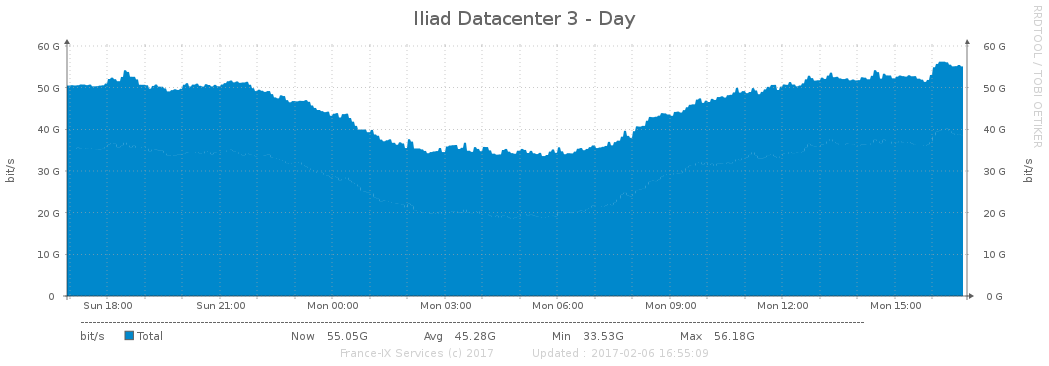 Iliad Datacenter 3 - Day
RRDTOOL / TOBI OETIKER
60 G 60 G
50 G 50 G
40 G 40 G
30 G 30 G
20 G 20 G
10 G 10 G
0 0 G
bit/s bit/s
Sun 18:00 Sun 21:00 Mon 00:00 Mon 03:00 Mon 06:00 Mon 09:00 Mon 12:00 Mon 15:00
bit/s Total Now 55.05G Avg 45.28G Min 33.53G Max 56.18G
France-IX Services (c) 2017 Updated : 2017-02-06 16:55:09